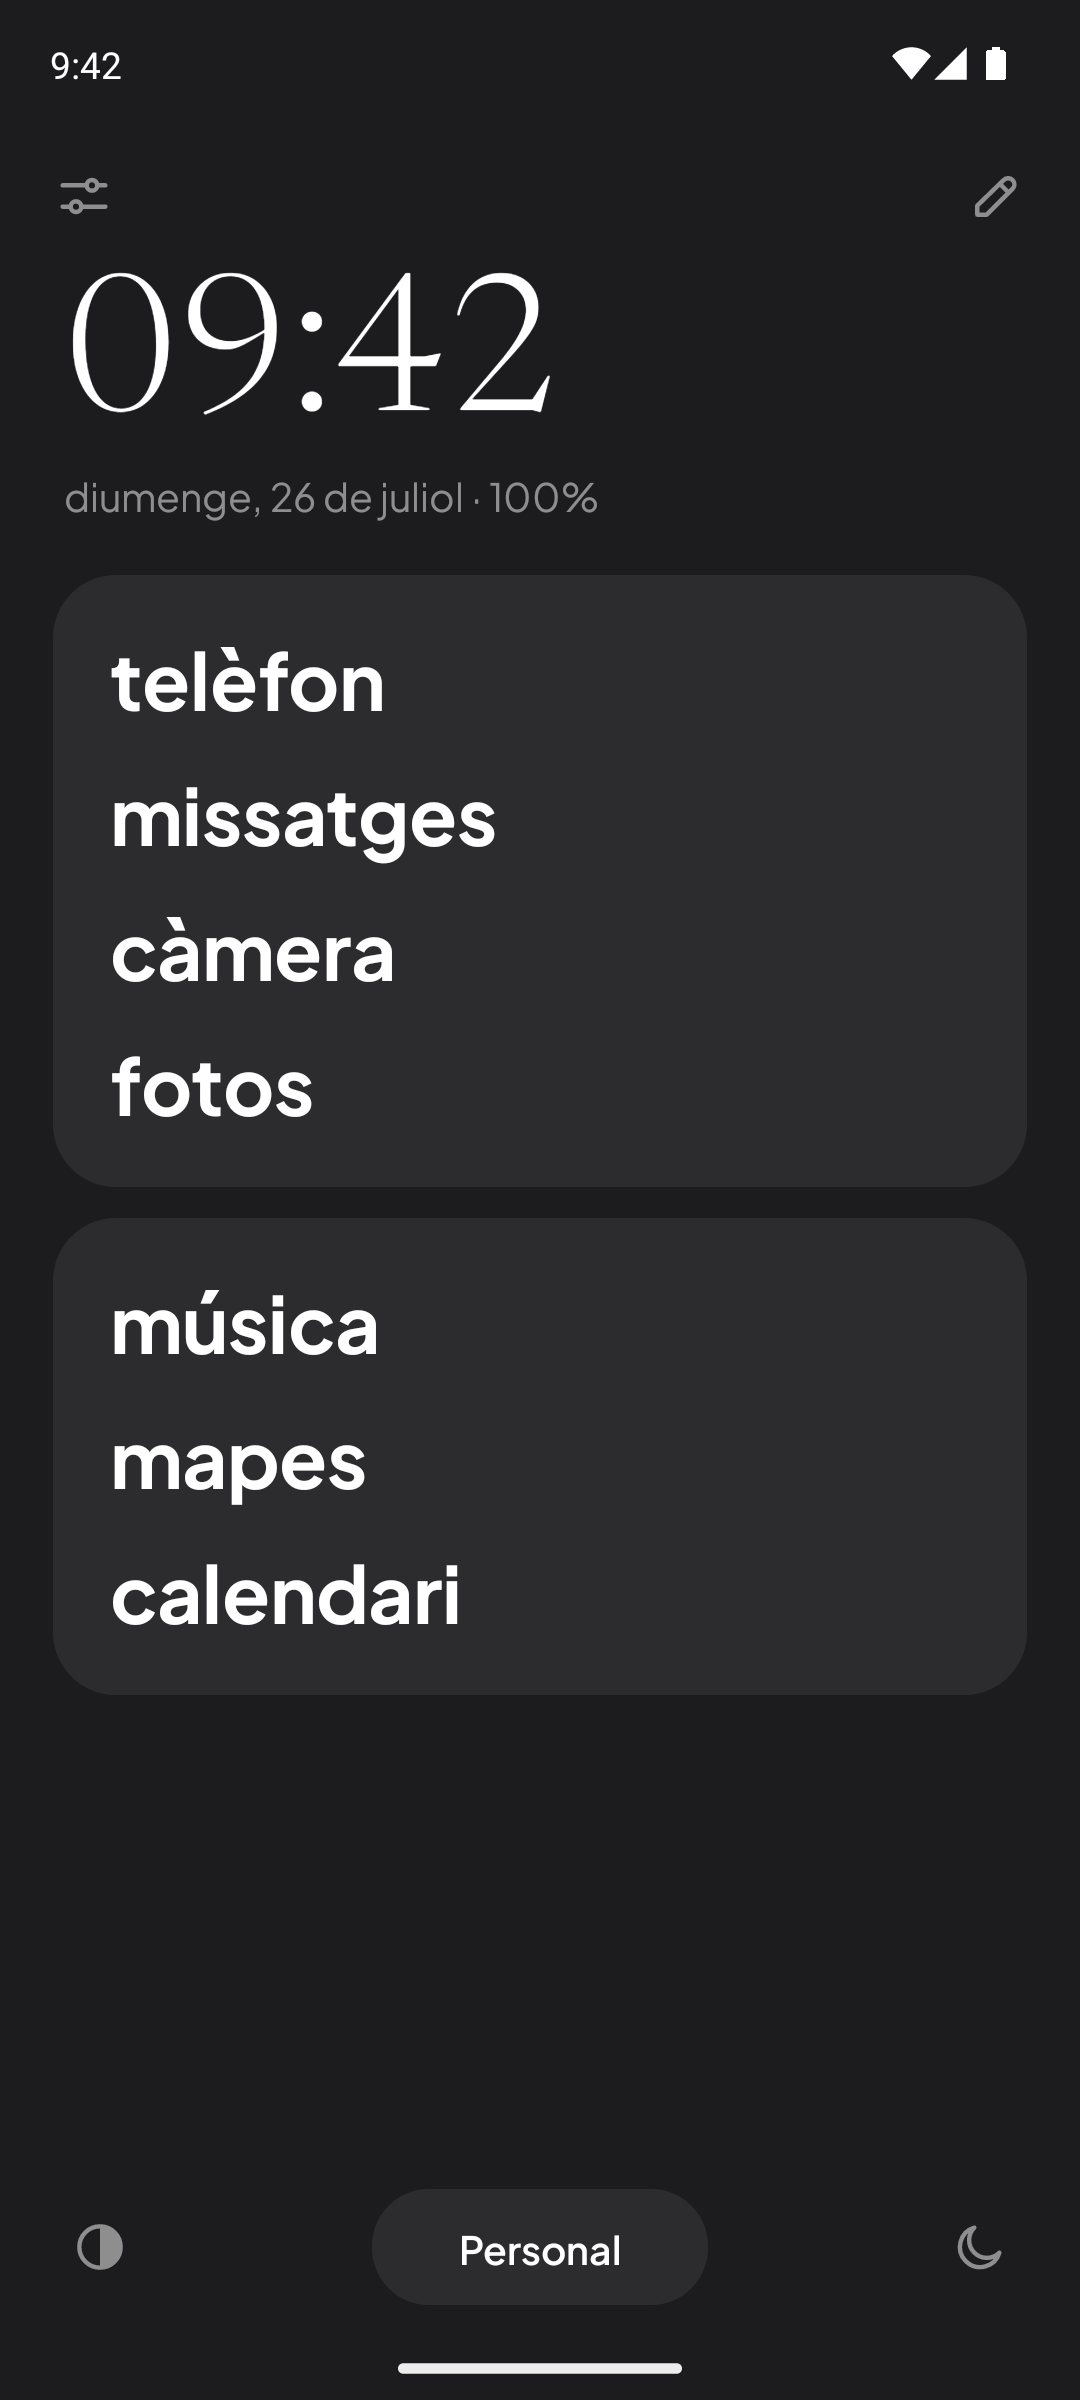 9:42
09:42
diumenge, 26 de juliol · 100%
telèfon
missatges
càmera
fotos
música
mapes
calendari
Personal